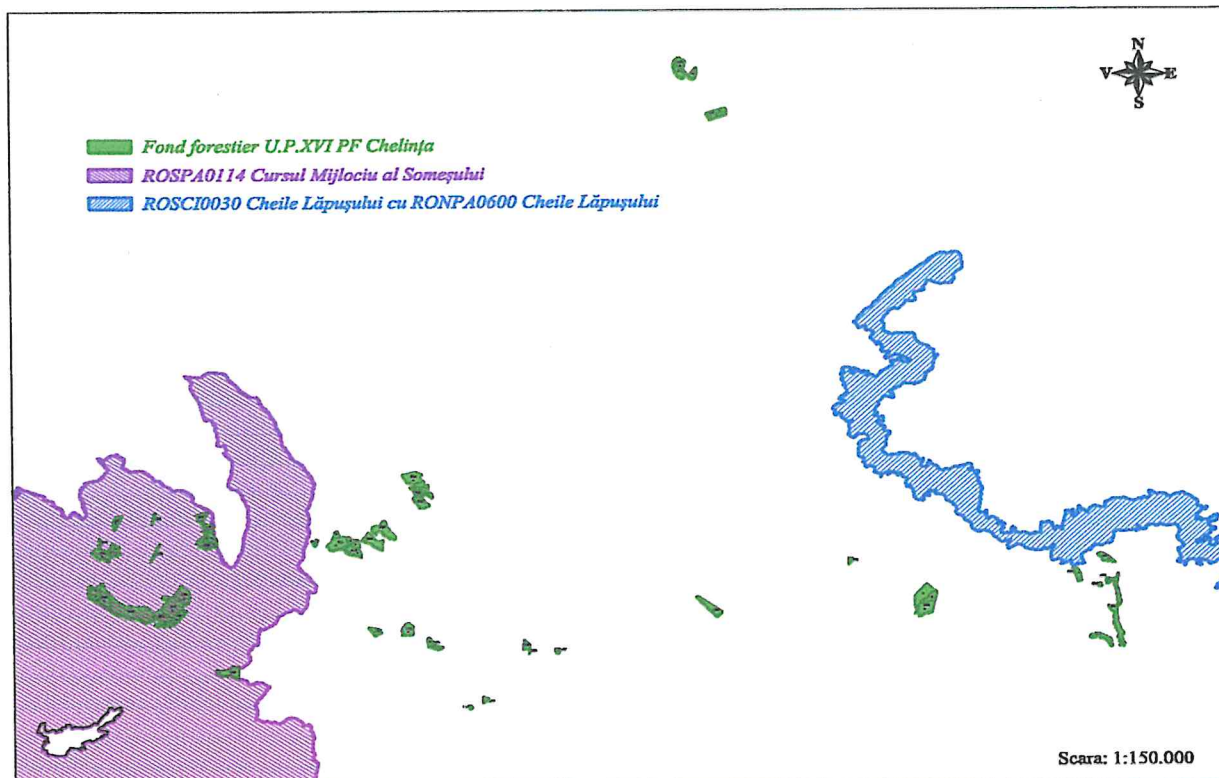 N
V E
S
Fond forestier U.P.XVI PF Chelința
ROSPA0114 Cursul Mijlociu al Someșului
ROSCI0030 Cheile Lăpușului cu RONPA0600 Cheile Lăpușului
Scara: 1:150.000